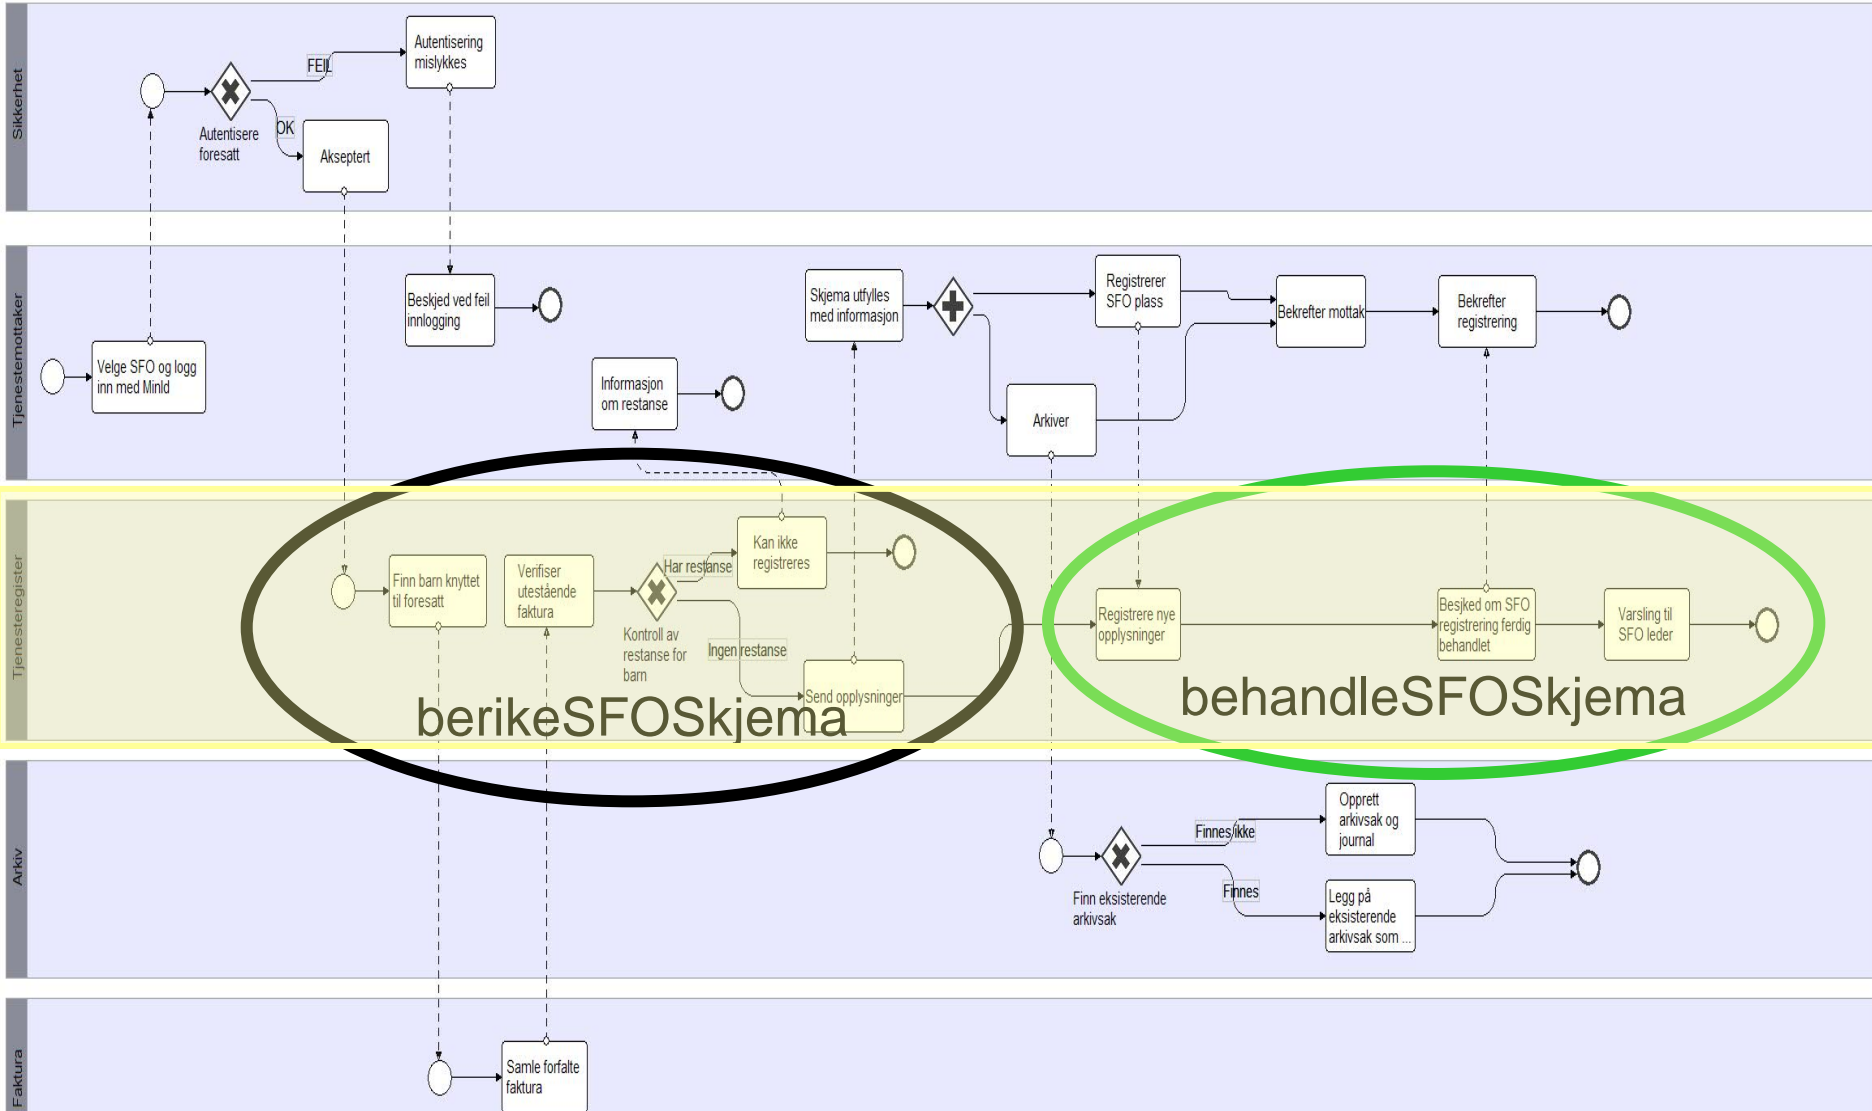 Sikkerhet
FEIL
Autentisering
mislykkes
OK
Autentisere
foresatt
Akseptert
Tjenestemottaker
Velge SFO og logg
inn med MinId
Beskjed ved feil
innlogging
Informasjon
om restanse
Skjema utfylles
med informasjon
Registrerer
SFO plass
Arkiver
Bekrefter mottak
Bekrefter
registrering
Tjenesteregister
Finn barn knyttet
til foresatt
Verifiser
utestående
faktura
Har restanse
Kontroll av
restanse for
barn
Kan ikke
registreres
Ingen restanse
Send opplysninger
berikeSFOSkjema
Registrere nye
opplysninger
Besjked om SFO
registrering ferdig
behandlet
Varsling til
SFO leder
behandleSFOSkjema
Arkiv
Finn eksisterende
arkivsak
Finnes ikke
Finnes
Opprett
arkivsak og
journal
Legg på
eksisterende
arkivsak som ...
Faktura
Samle forfalte
faktura